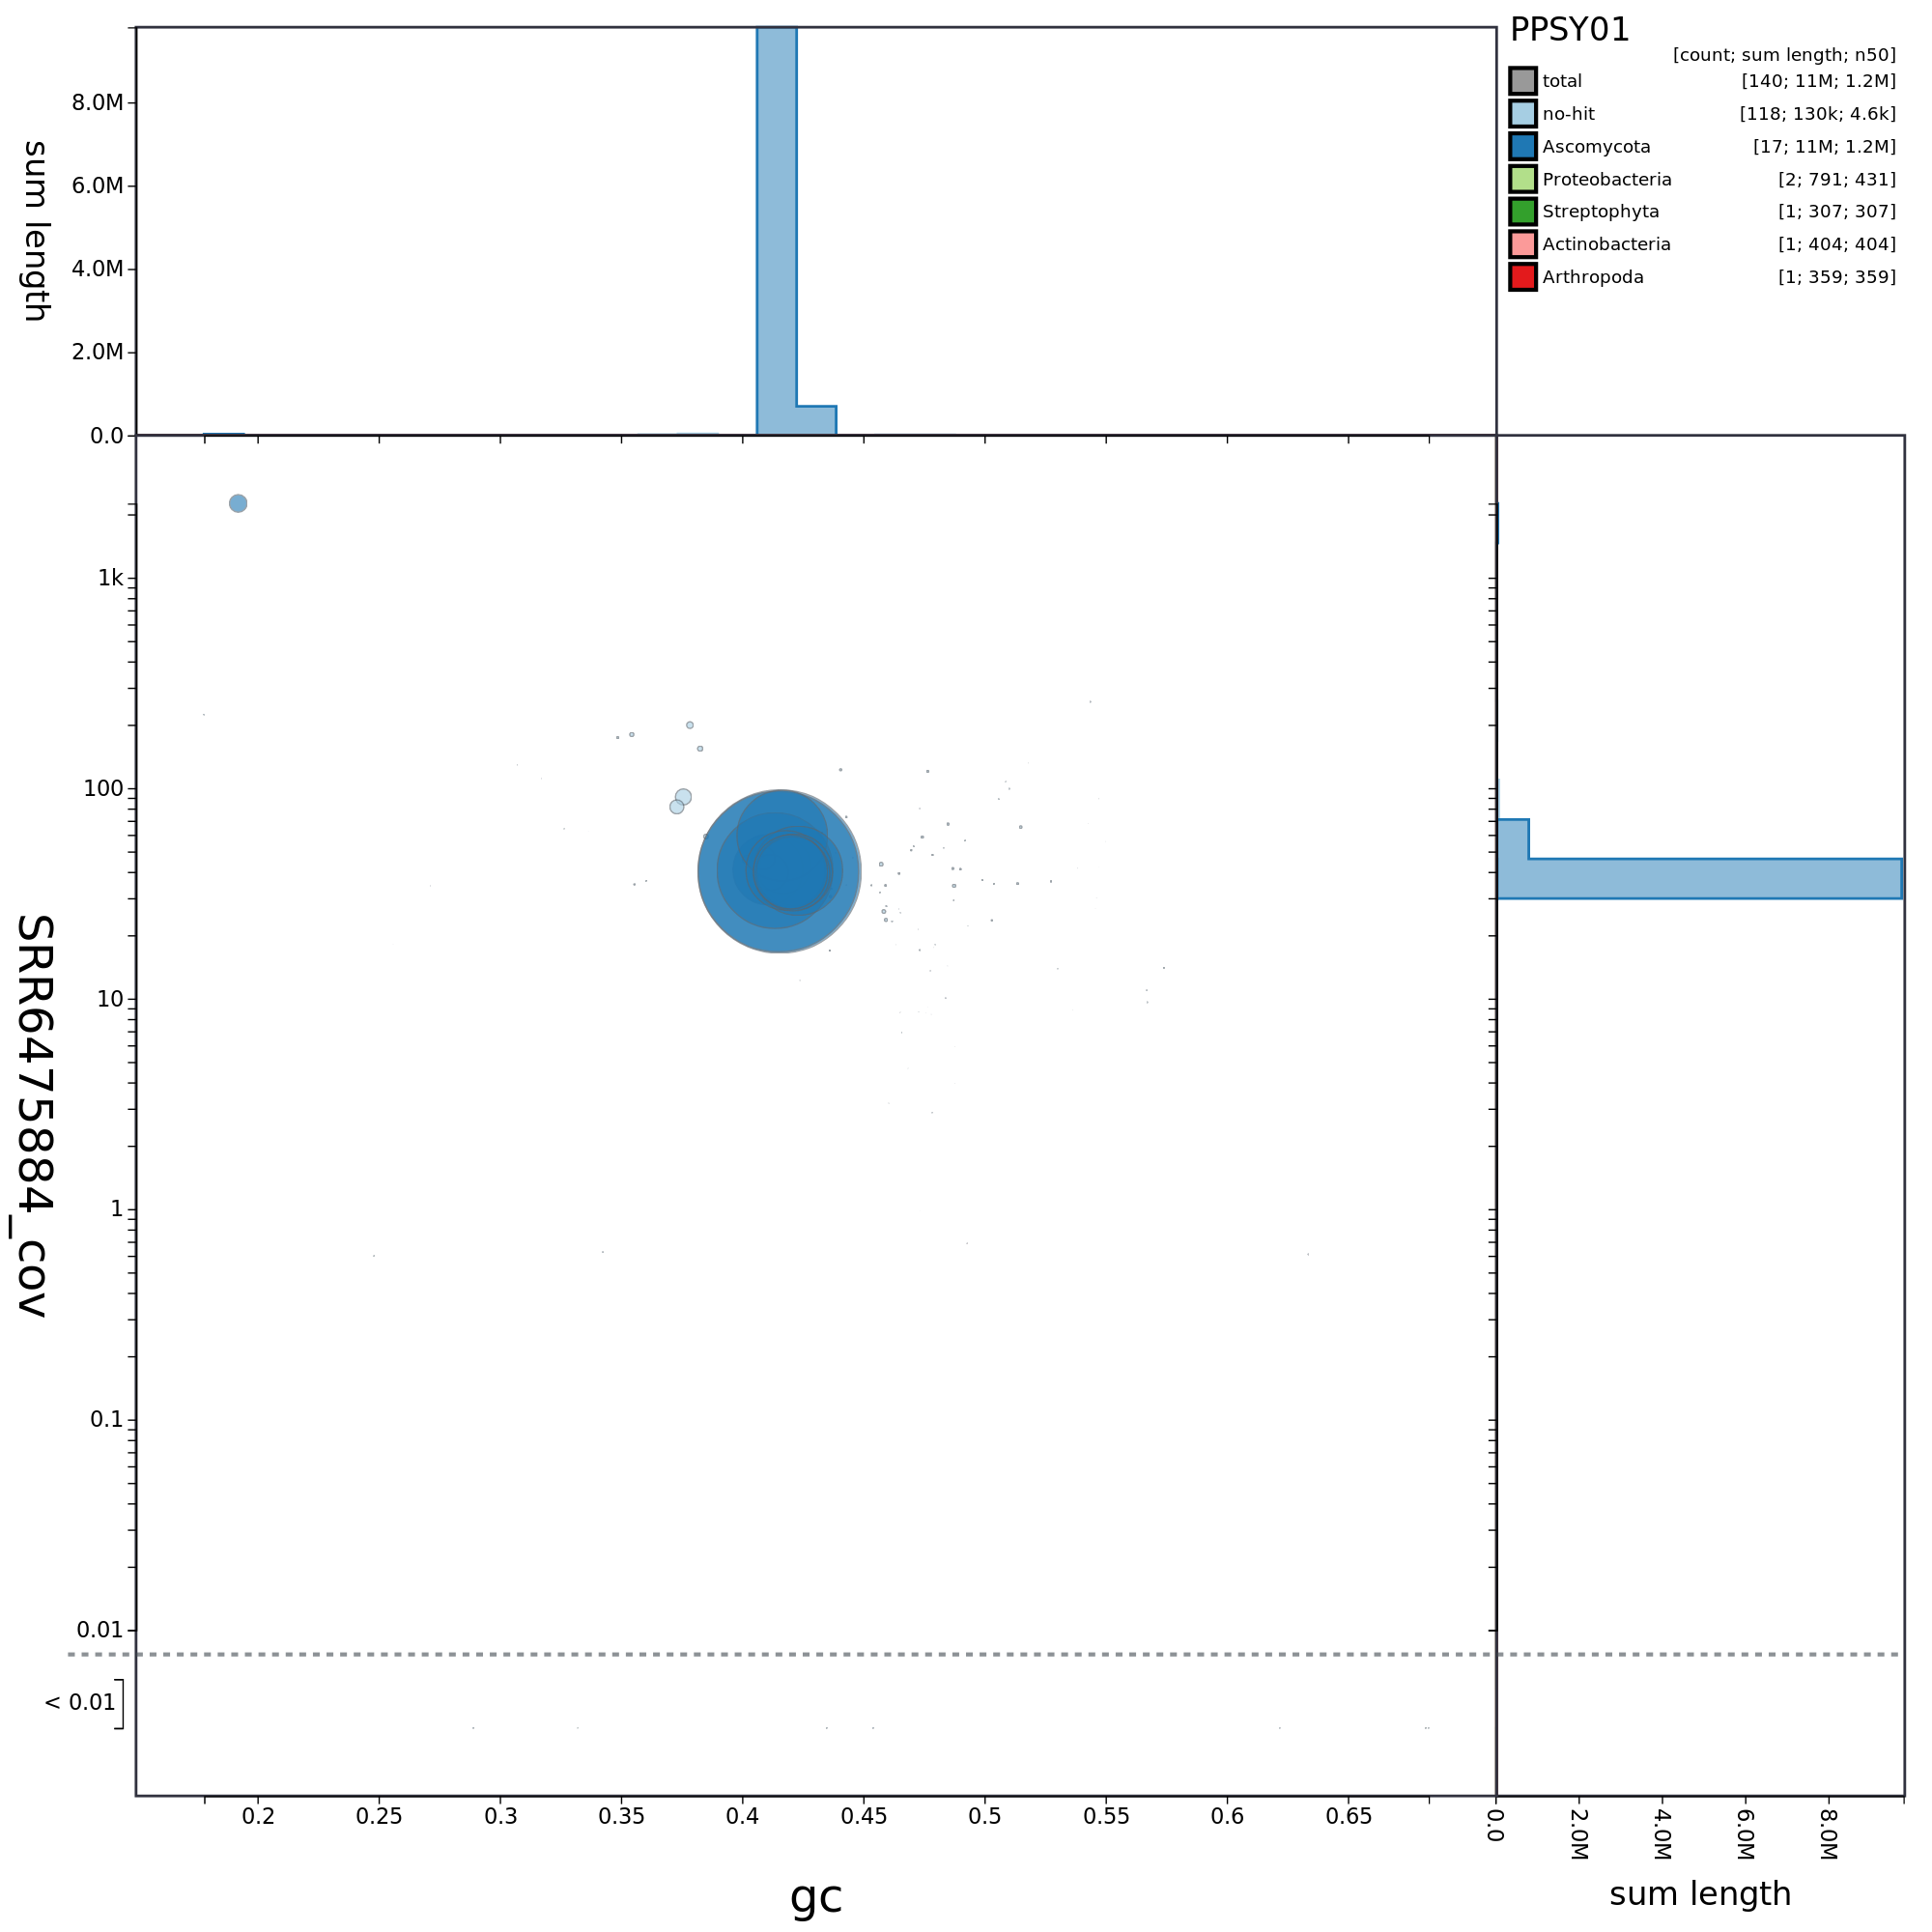 PPSY01
[count; sum length; n50]
total [140; 11M; 1.2M]
no-hit [118; 130k; 4.6k]
Ascomycota [17; 11M; 1.2M]
Proteobacteria [2; 791; 431]
Streptophyta [1; 307; 307]
Actinobacteria [1; 404; 404]
Arthropoda [1; 359; 359]
sum length
8.0M
6.0M
4.0M
2.0M
0.0
SRR6475884_cov
1k
100
10
1
0.1
0.01
< 0.01
0.2 0.25 0.3 0.35 0.4 0.45 0.5 0.55 0.6 0.65
gc
0.0 2.0M 4.0M 6.0M 8.0M
sum length